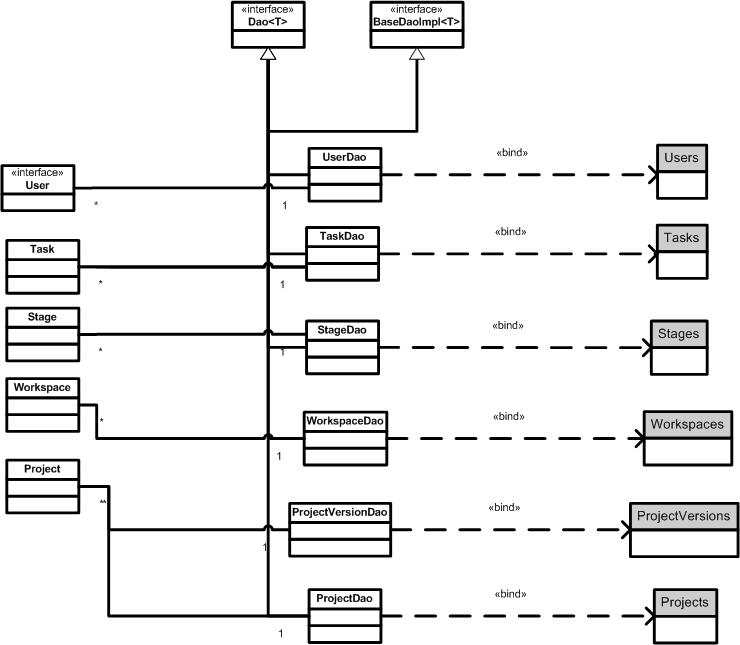 «interface»
Dao<T>
«interface»
BaseDaoImpl<T>
UserDao
«bind»
Users
«interface»
User
*
1
TaskDao
«bind»
Tasks
Task
*
1
Stage
StageDao
«bind»
Stages
*
1
Workspace
*
WorkspaceDao
«bind»
Workspaces
1
Project
**
ProjectVersionDao
«bind»
ProjectVersions
1
ProjectDao
«bind»
Projects
1